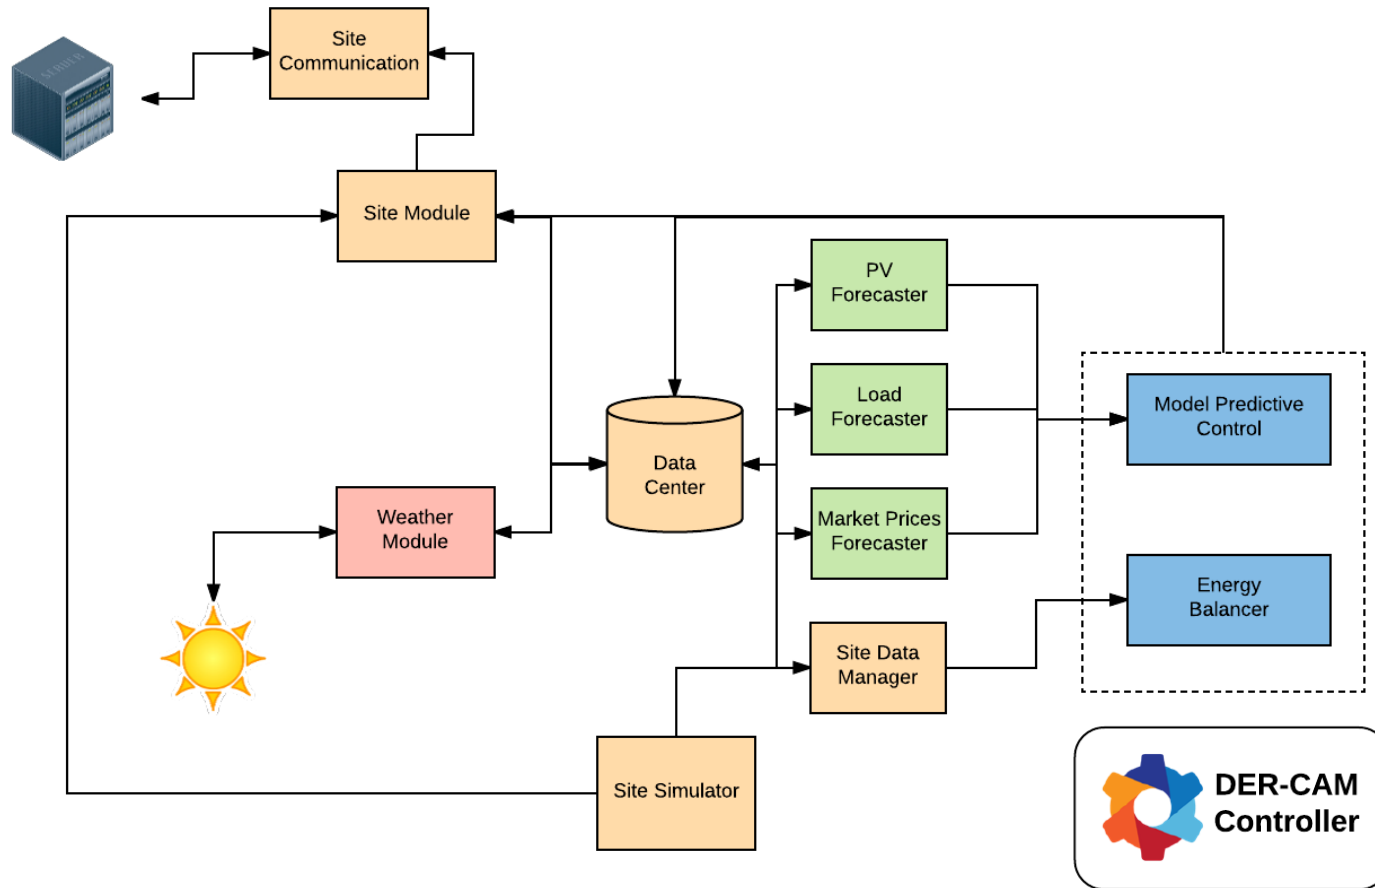 SERVER
Site
Communication
Site Module
PV
Forecaster
Load
Forecaster
Model Predictive
Control
Data
Center
Weather
Module
Market Prices
Forecaster
Energy
Balancer
Site Data
Manager
Site Simulator
DER-CAM
Controller